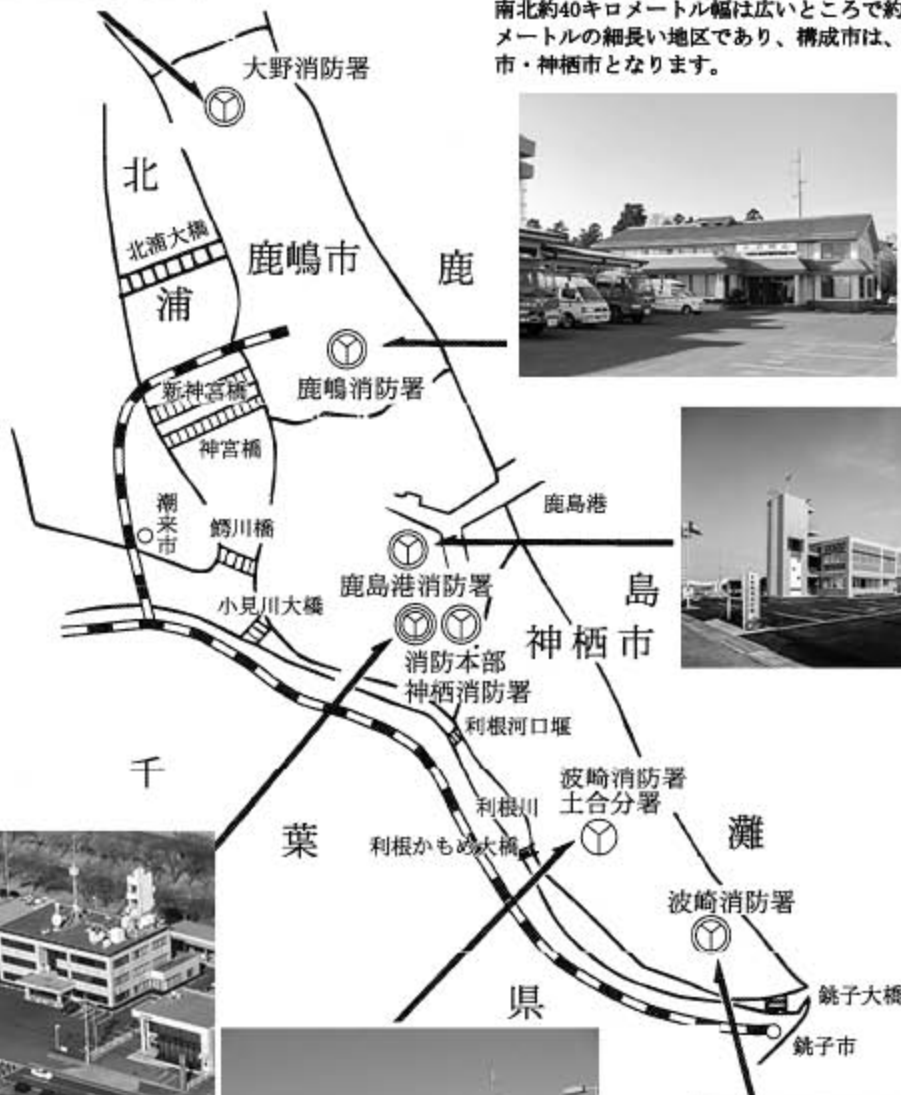 南北約40キロメートル幅は広いところで約
メートルの細長い地区であり、構成市は、
市・神栖市となります。
大野消防署
北
浦
北浦大橋
鹿嶋市
鹿
島
灘
鹿嶋消防署
新神宮橋
神宮橋
潮来市
鰐川橋
鹿島港
鹿島港消防署
小見川大橋
神栖市
消防本部
神栖消防署
利根河口堰
千
葉
県
波崎消防署
土合分署
利根川
利根かもめ大橋
波崎消防署
銚子大橋
銚子市